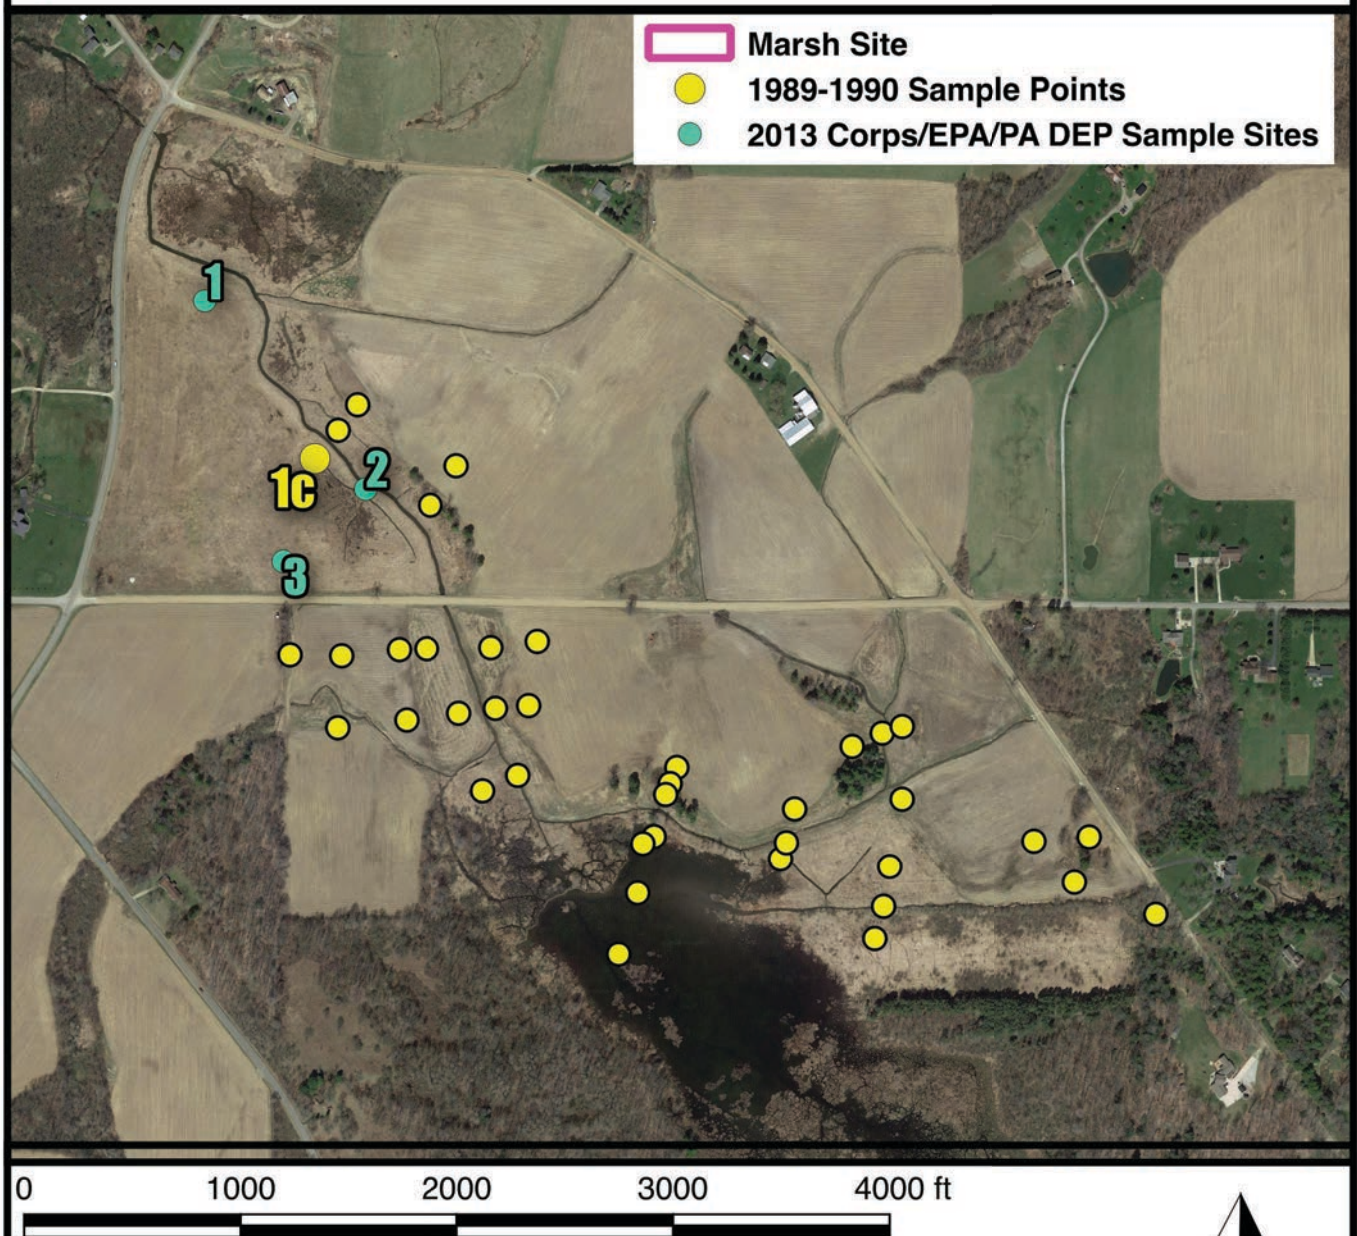 Marsh Site
1989-1990 Sample Points
2013 Corps/EPA/PA DEP Sample Sites
1
2
1c
3
0 1000 2000 3000 4000 ft